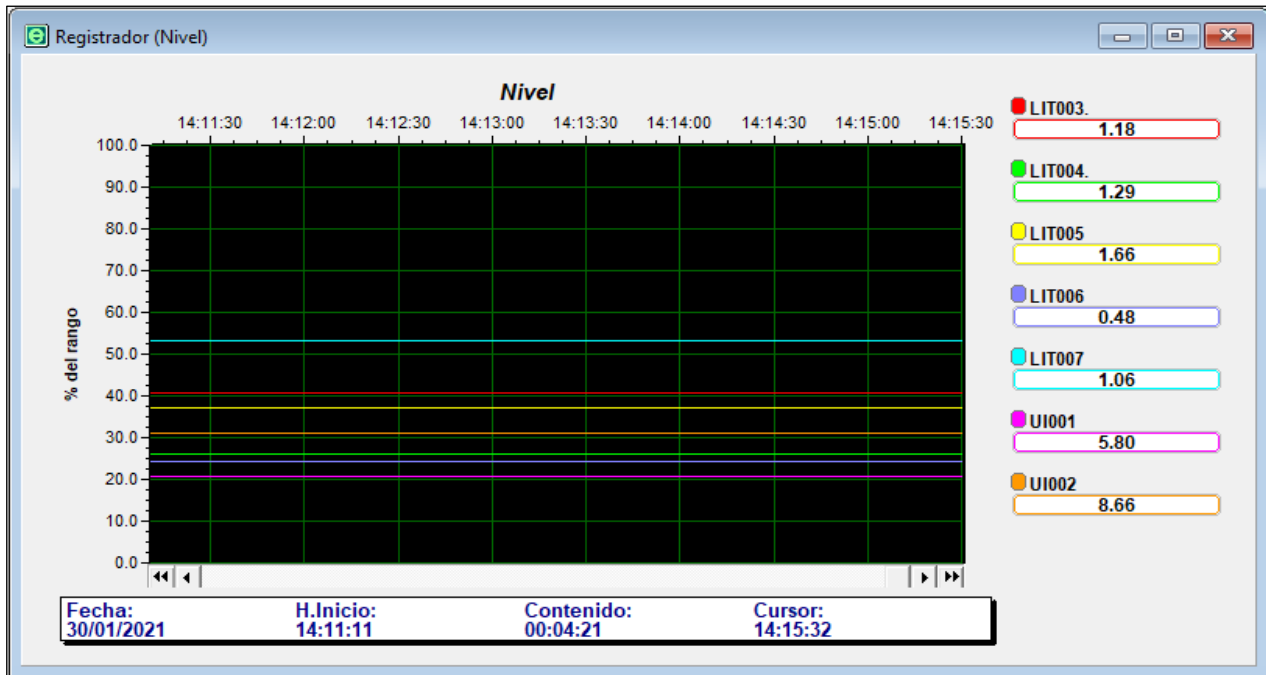 Registrador (Nivel)
Nivel
14:11:30 14:12:00 14:12:30 14:13:00 14:13:30 14:14:00 14:14:30 14:15:00 14:15:30
% del rango
100.0
90.0
80.0
70.0
60.0
50.0
40.0
30.0
20.0
10.0
0.0
LIT003.
1.18
LIT004.
1.29
LIT005
1.66
LIT006
0.48
LIT007
1.06
UI001
5.80
UI002
8.66
Fecha: H.Inicio: Contenido: Cursor:
30/01/2021 14:11:11 00:04:21 14:15:32